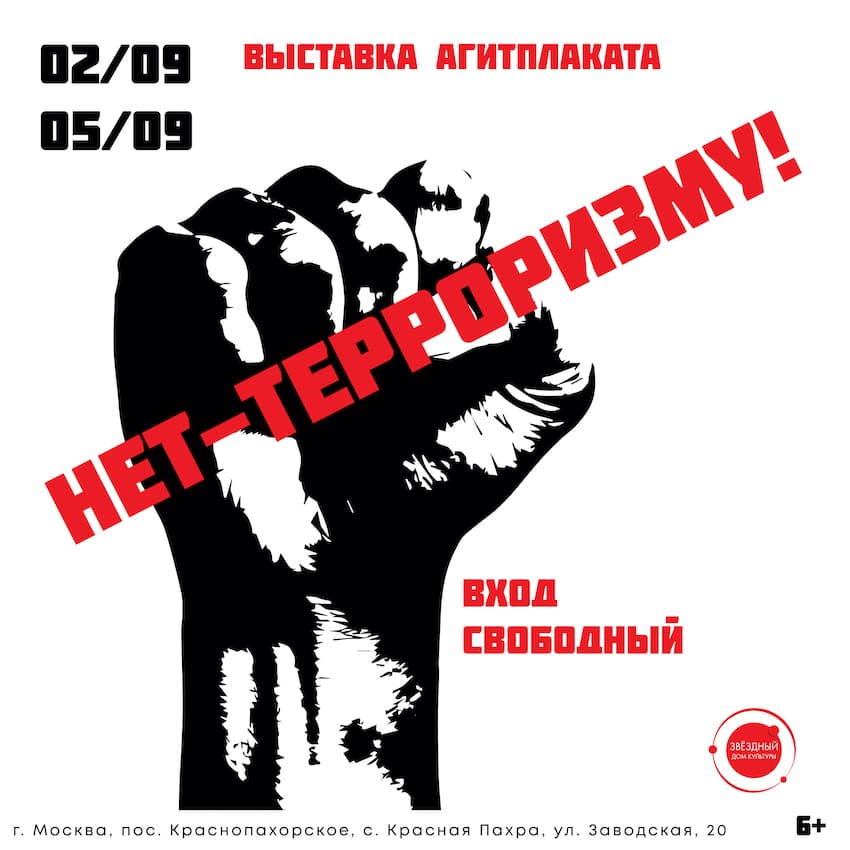 02/09
05/09
ВЫСТАВКА АГИТПЛАКАТА
НЕТ-ТЕРРОРИЗМУ!
ВХОД
СВОБОДНЫЙ
ЗВЁЗДНЫЙ
ДОМ КУЛЬТУРЫ
г. Москва, пос. Краснопахорское, с. Красная Пахра, ул. Заводская, 20
6+